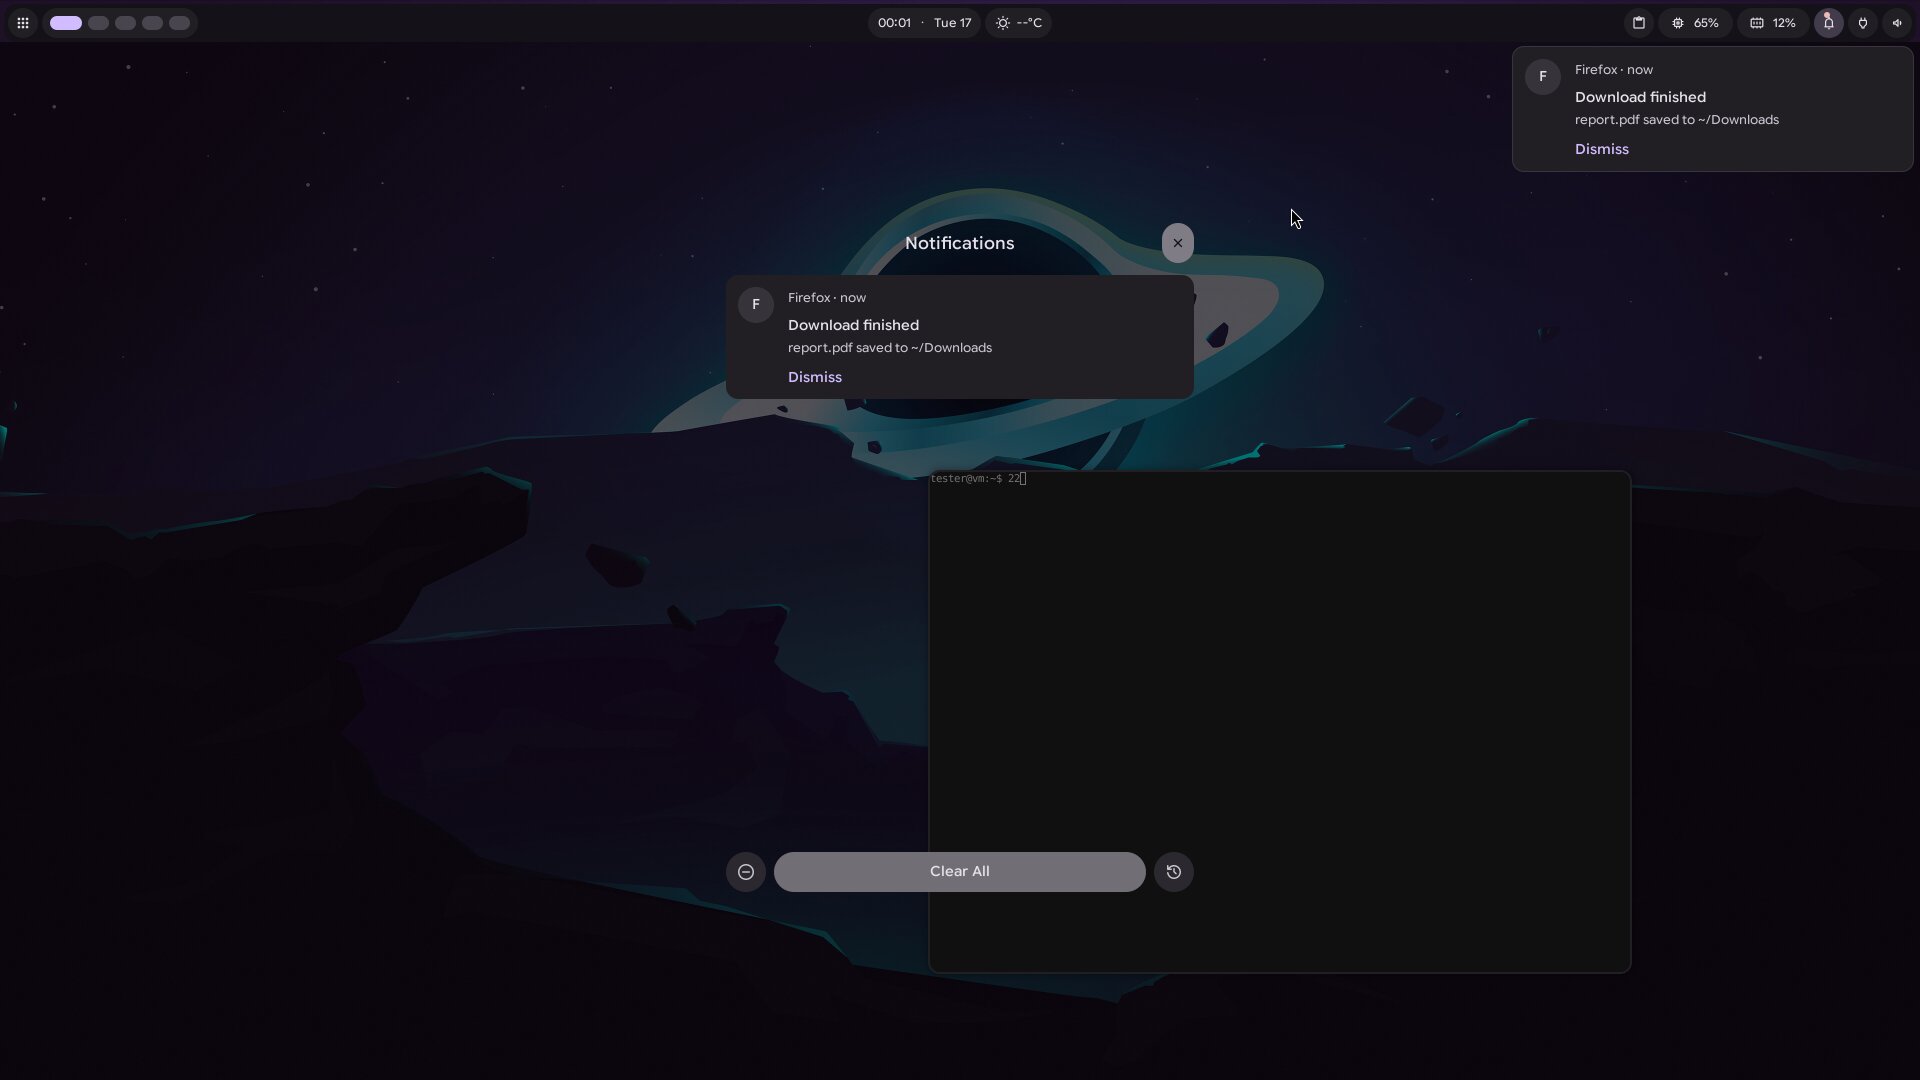 00:01 · Tue 17
--°C
65%
12%
F
Firefox · now
Download finished
report.pdf saved to ~/Downloads
Dismiss
Notifications
F
Firefox · now
Download finished
report.pdf saved to ~/Downloads
Dismiss
tester@vm:~$ 22
Clear All